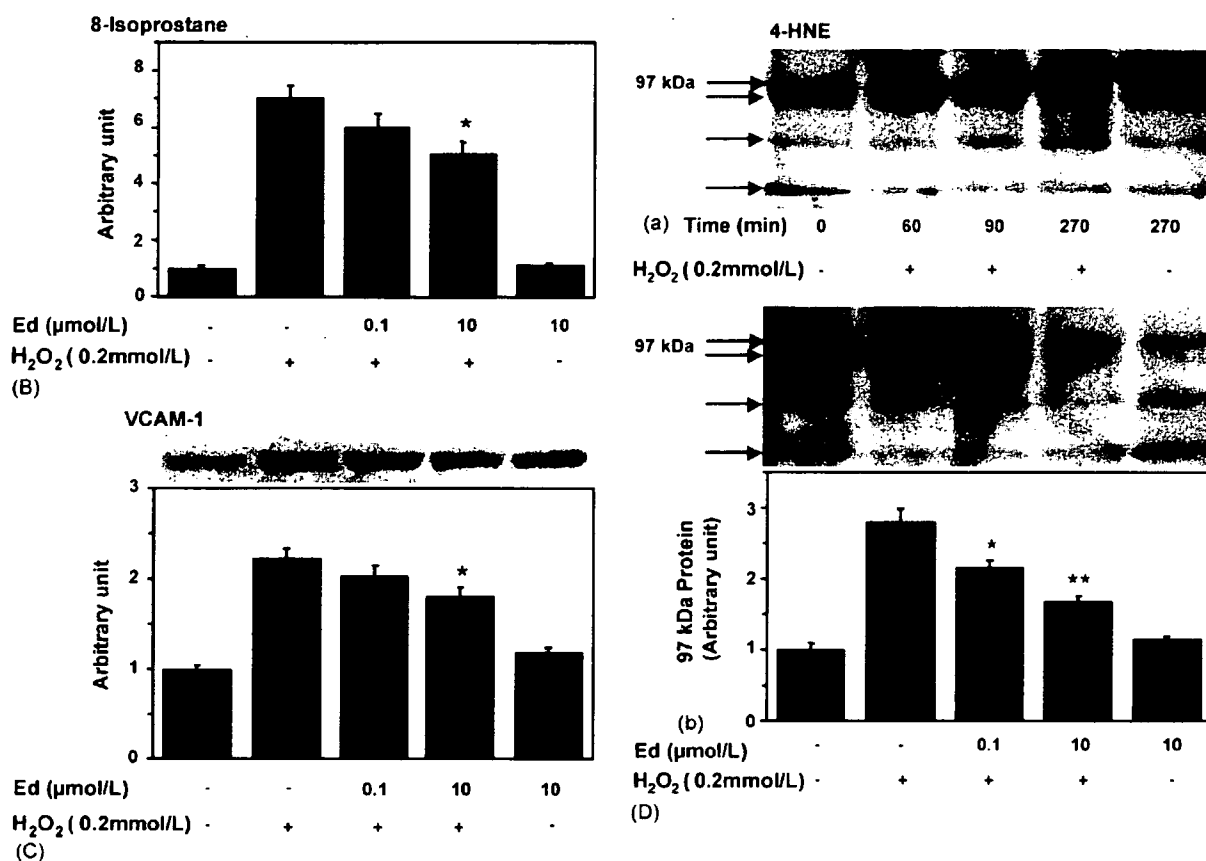 8-Isoprostane
Arbitrary unit
8
6
4
2
0
*
Ed (µmol/L) - - 0.1 10 10
H₂O₂ ( 0.2mmol/L) - + + + -
(B)
VCAM-1
Arbitrary unit
3
2
1
0
*
Ed (µmol/L) - - 0.1 10 10
H₂O₂ ( 0.2mmol/L) - + + + -
(C)
4-HNE
97 kDa
(a) Time (min) 0 60 90 270 270
H₂O₂ ( 0.2mmol/L) - + + + -
97 kDa
97 kDa Protein
(Arbitrary unit)
3
2
1
0
*
**
(b)
Ed (µmol/L) - - 0.1 10 10
H₂O₂ ( 0.2mmol/L) - + + + -
(D)